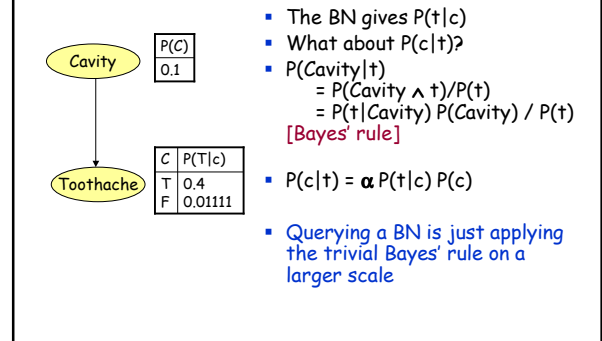 Cavity
P(C)
0.1
Toothache
C P(T|c)
T 0.4
F 0.01111
▪ The BN gives P(t|c)
▪ What about P(c|t)?
▪ P(Cavity|t)
= P(Cavity ∧ t)/P(t)
= P(t|Cavity) P(Cavity) / P(t)
[Bayes' rule]
▪ P(c|t) = α P(t|c) P(c)
▪ Querying a BN is just applying
the trivial Bayes' rule on a
larger scale